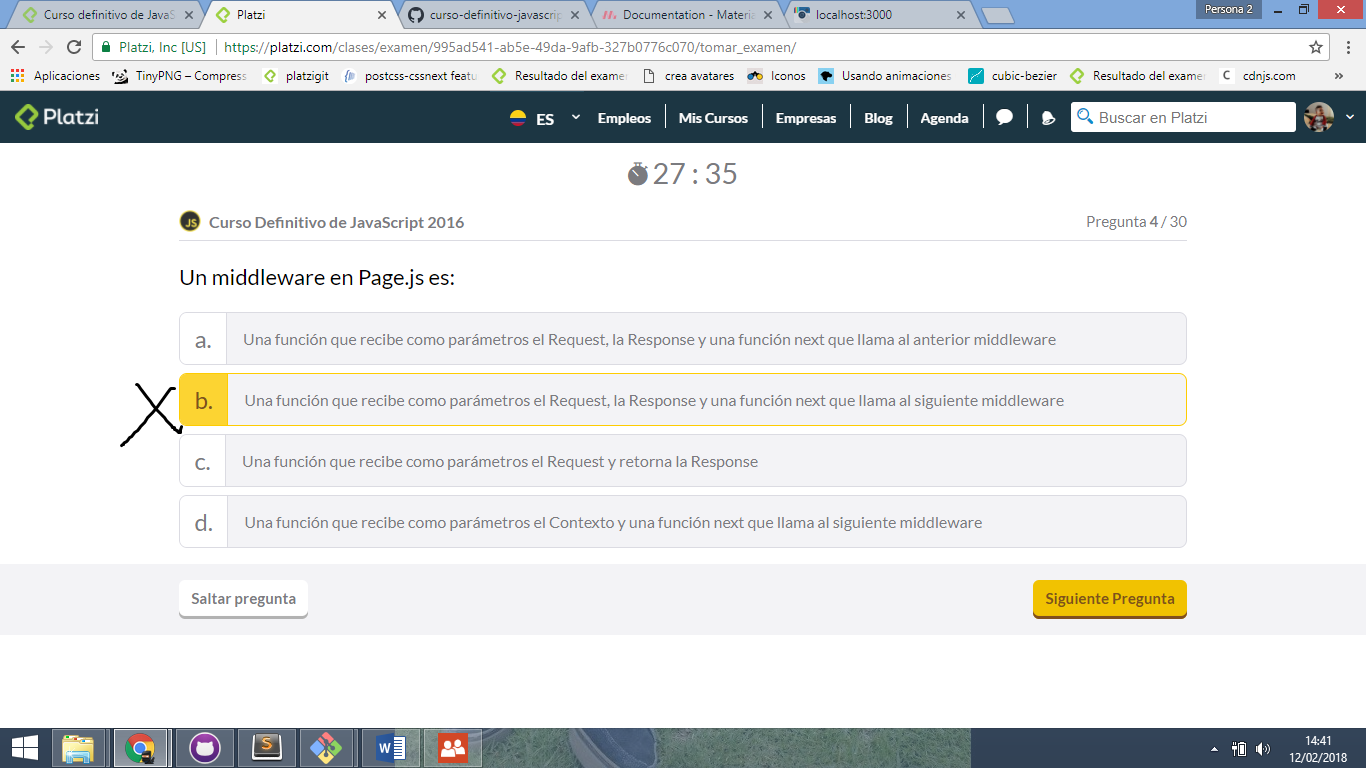 Curso definitivo de JavaS
Platzi
curso-definitivo-javascrip
Documentation - Materia
localhost:3000
Persona 2
Platzi, Inc [US]
https://platzi.com/clases/examen/995ad541-ab5e-49da-9afb-327b0776c070/tomar_examen/
Aplicaciones
TinyPNG – Compress
platzigit
postcss-cssnext featu
Resultado del examen
crea avatares
Iconos
Usando animaciones
cubic-bezier
Resultado del examen
cdnjs.com
»
Platzi
ES
Empleos
Mis Cursos
Empresas
Blog
Agenda
Buscar en Platzi
27 : 35
JS
Curso Definitivo de JavaScript 2016
Pregunta 4 / 30
Un middleware en Page.js es:
a. Una función que recibe como parámetros el Request, la Response y una función next que llama al anterior middleware
b. Una función que recibe como parámetros el Request, la Response y una función next que llama al siguiente middleware
c. Una función que recibe como parámetros el Request y retorna la Response
d. Una función que recibe como parámetros el Contexto y una función next que llama al siguiente middleware
Saltar pregunta
Siguiente Pregunta
14:41
12/02/2018